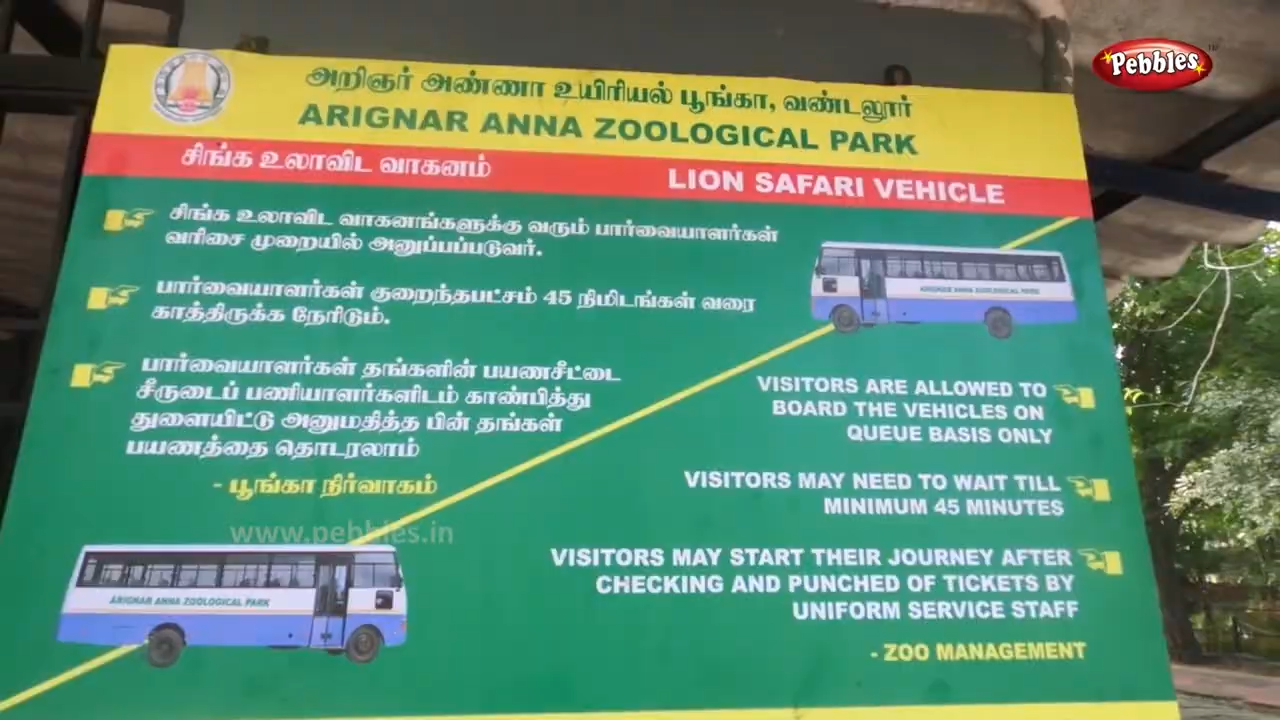 Pebbles
அறிஞர் அண்ணா உயிரியல் பூங்கா, வண்டலூர்
ARIGNAR ANNA ZOOLOGICAL PARK
சிங்க உலாவிட வாகனம்
LION SAFARI VEHICLE
சிங்க உலாவிட வாகனங்களுக்கு வரும் பார்வையாளர்கள்
வரிசை முறையில் அனுப்பப்படுவர்.
பார்வையாளர்கள் குறைந்தபட்சம் 45 நிமிடங்கள் வரை
காத்திருக்க நேரிடும்.
பார்வையாளர்கள் தங்களின் பயணசீட்டை
சீருடைப் பணியாளர்களிடம் காண்பித்து
துளையிட்டு அனுமதித்த பின் தங்கள்
பயணத்தை தொடரலாம்
- பூங்கா நிர்வாகம்
www.pebbles.in
ARIGNAR ANNA ZOOLOGICAL PARK
ARIGNAR ANNA ZOOLOGICAL PARK
VISITORS ARE ALLOWED TO
BOARD THE VEHICLES ON
QUEUE BASIS ONLY
VISITORS MAY NEED TO WAIT TILL
MINIMUM 45 MINUTES
VISITORS MAY START THEIR JOURNEY AFTER
CHECKING AND PUNCHED OF TICKETS BY
UNIFORM SERVICE STAFF
- ZOO MANAGEMENT